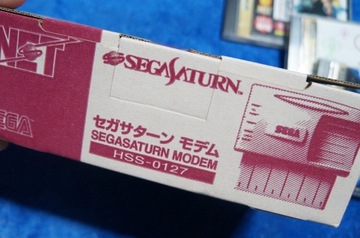 NET
SEGA
SEGASATURN
セガサターン モデム
SEGASATURN MODEM
HSS-0127
SEGA